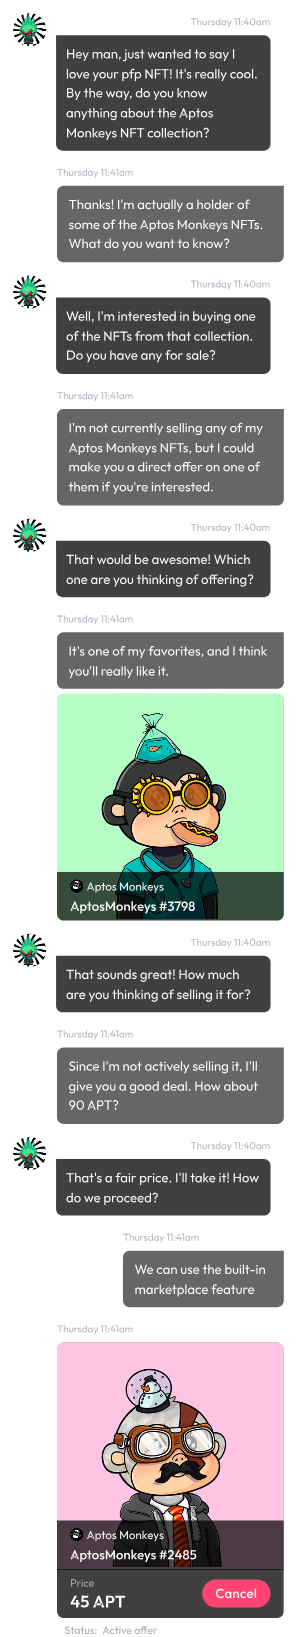 Thursday 11:40am
Hey man, just wanted to say I
love your pfp NFT! It's really cool.
By the way, do you know
anything about the Aptos
Monkeys NFT collection?
Thursday 11:41am
Thanks! I'm actually a holder of
some of the Aptos Monkeys NFTs.
What do you want to know?
Thursday 11:40am
Well, I'm interested in buying one
of the NFTs from that collection.
Do you have any for sale?
Thursday 11:41am
I'm not currently selling any of my
Aptos Monkeys NFTs, but I could
make you a direct offer on one of
them if you're interested.
Thursday 11:40am
That would be awesome! Which
one are you thinking of offering?
Thursday 11:41am
It's one of my favorites, and I think
you'll really like it.
Aptos Monkeys
AptosMonkeys #3798
Thursday 11:40am
That sounds great! How much
are you thinking of selling it for?
Thursday 11:41am
Since I'm not actively selling it, I'll
give you a good deal. How about
90 APT?
Thursday 11:40am
That's a fair price. I'll take it! How
do we proceed?
Thursday 11:41am
We can use the built-in
marketplace feature
Thursday 11:41am
Aptos Monkeys
AptosMonkeys #2485
Price
45 APT
Cancel
Status: Active offer